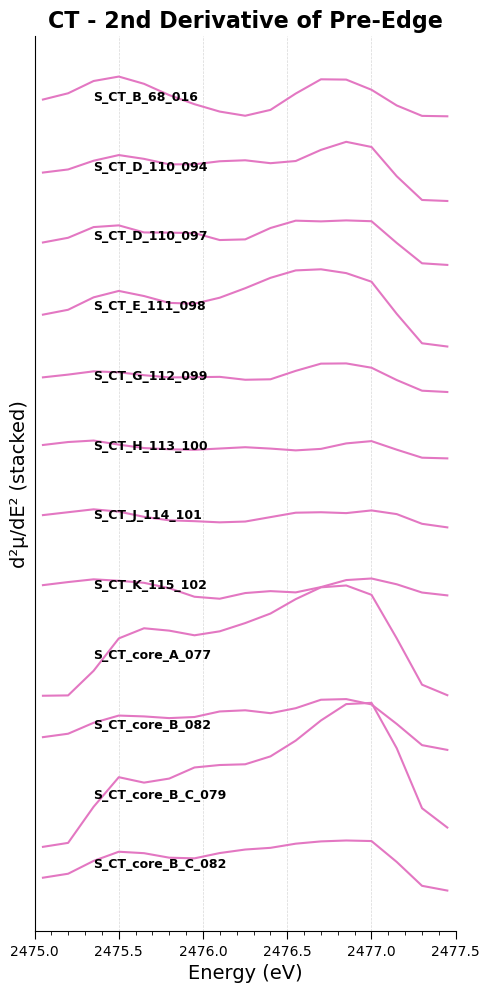 CT - 2nd Derivative of Pre-Edge
S_CT_B_68_016
S_CT_D_110_094
S_CT_D_110_097
S_CT_E_111_098
S_CT_G_112_099
S_CT_H_113_100
S_CT_J_114_101
S_CT_K_115_102
S_CT_core_A_077
S_CT_core_B_082
S_CT_core_B_C_079
S_CT_core_B_C_082
d²µ/dE² (stacked)
2475.0 2475.5 2476.0 2476.5 2477.0 2477.5
Energy (eV)